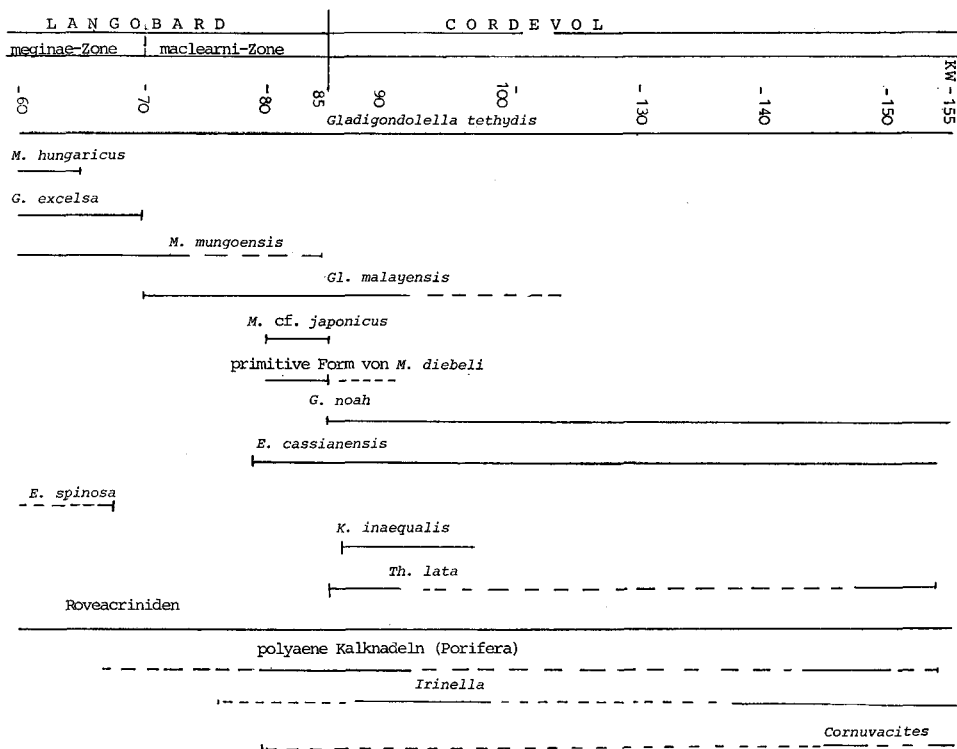 LANGOBARD CORDEVOL
meginae-Zone maclearni-Zone
-60 -70 -80 85 90 100- -130 -140 -150 KW-155
Gladigondolella tethydis
M. hungaricus
G. excelsa
M. mungoensis
Gl. malayensis
M. cf. japonicus
primitive Form von M. diebeli
G. noah
E. cassianensis
E. spinosa
K. inaequalis
Th. lata
Roveacriniden
polyaene Kalknadeln (Porifera)
Irinella
Cornuvacites